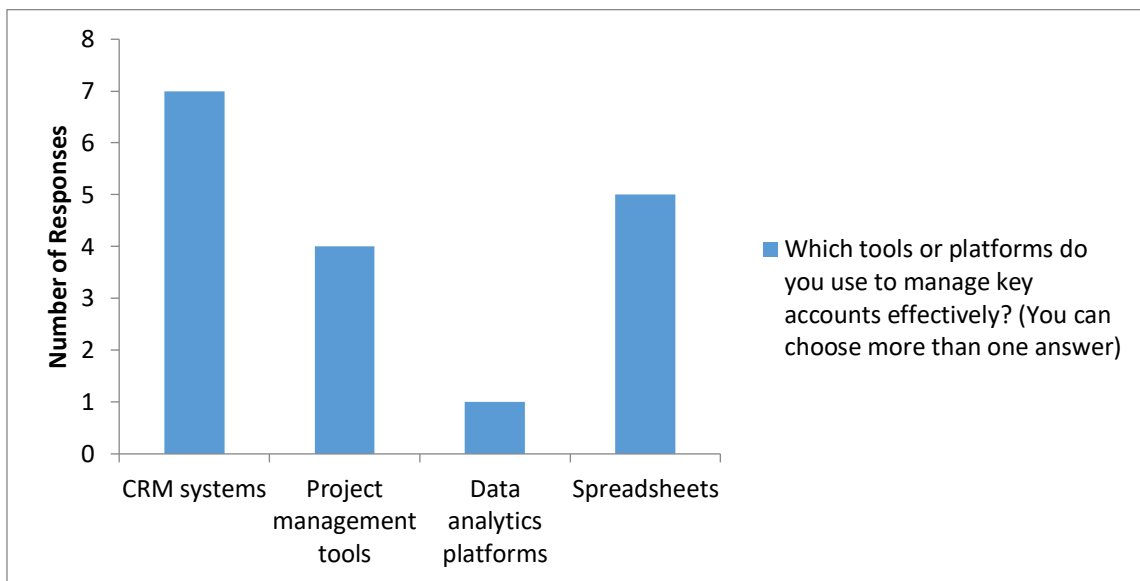 8
7
6
5
4
3
2
1
0
Number of Responses
CRM systems
Project
management
tools
Data
analytics
platforms
Spreadsheets
Which tools or platforms do
you use to manage key
accounts effectively? (You can
choose more than one answer)